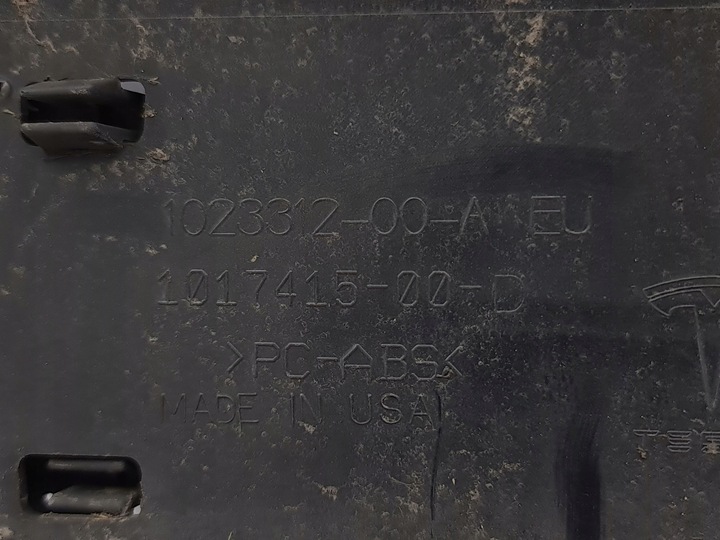 1023312-00-A EU
1017415-00-D
>PC-ABS<
MADE IN USA